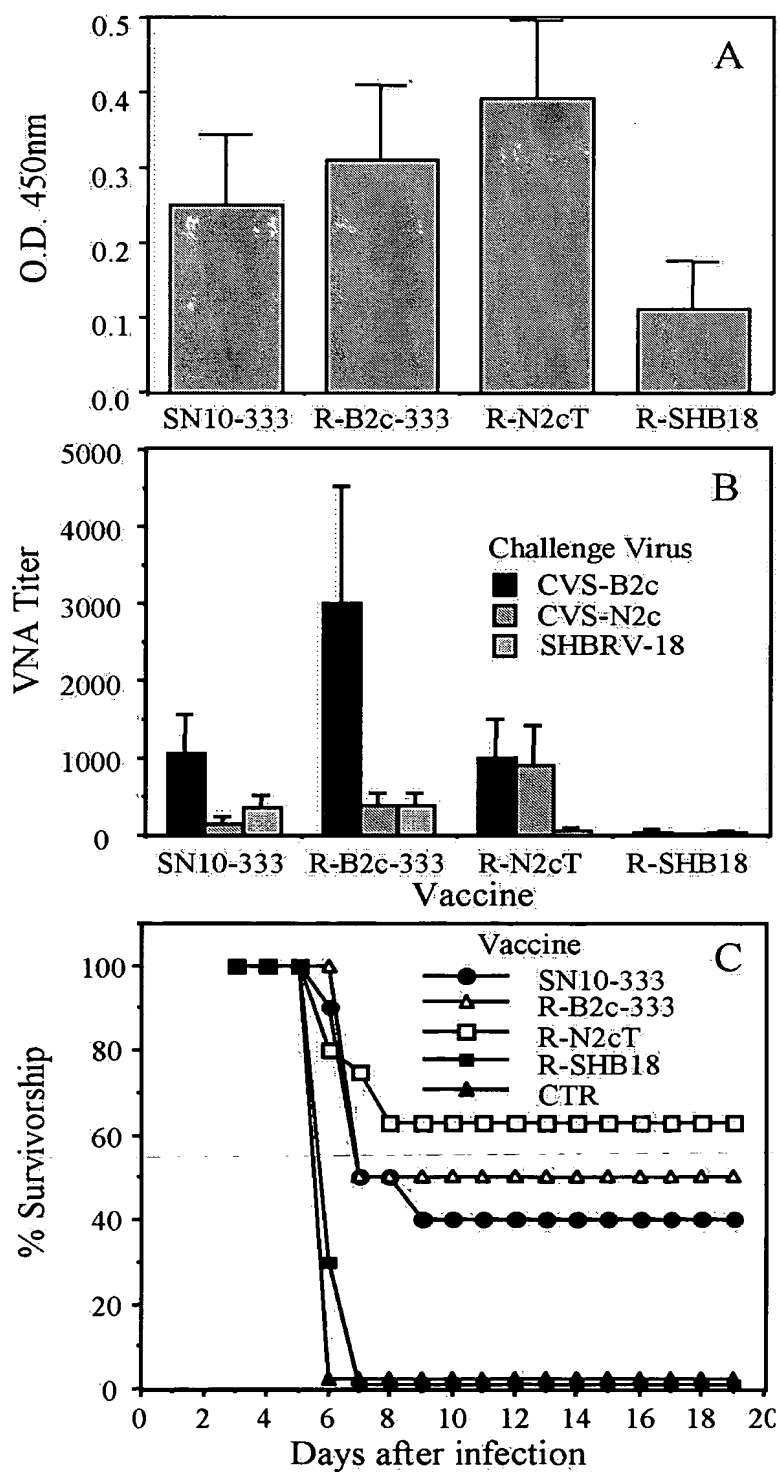 A
0.5
0.4
0.3
0.2
0.1
0.0
O.D. 450nm
SN10-333 R-B2c-333 R-N2cT R-SHB18
B
5000
4000
3000
2000
1000
0
VNA Titer
Challenge Virus
CVS-B2c
CVS-N2c
SHBRV-18
SN10-333 R-B2c-333 R-N2cT R-SHB18
Vaccine
C
100
80
60
40
20
0
% Survivorship
Vaccine
SN10-333
R-B2c-333
R-N2cT
R-SHB18
CTR
0 2 4 6 8 10 12 14 16 18 20
Days after infection